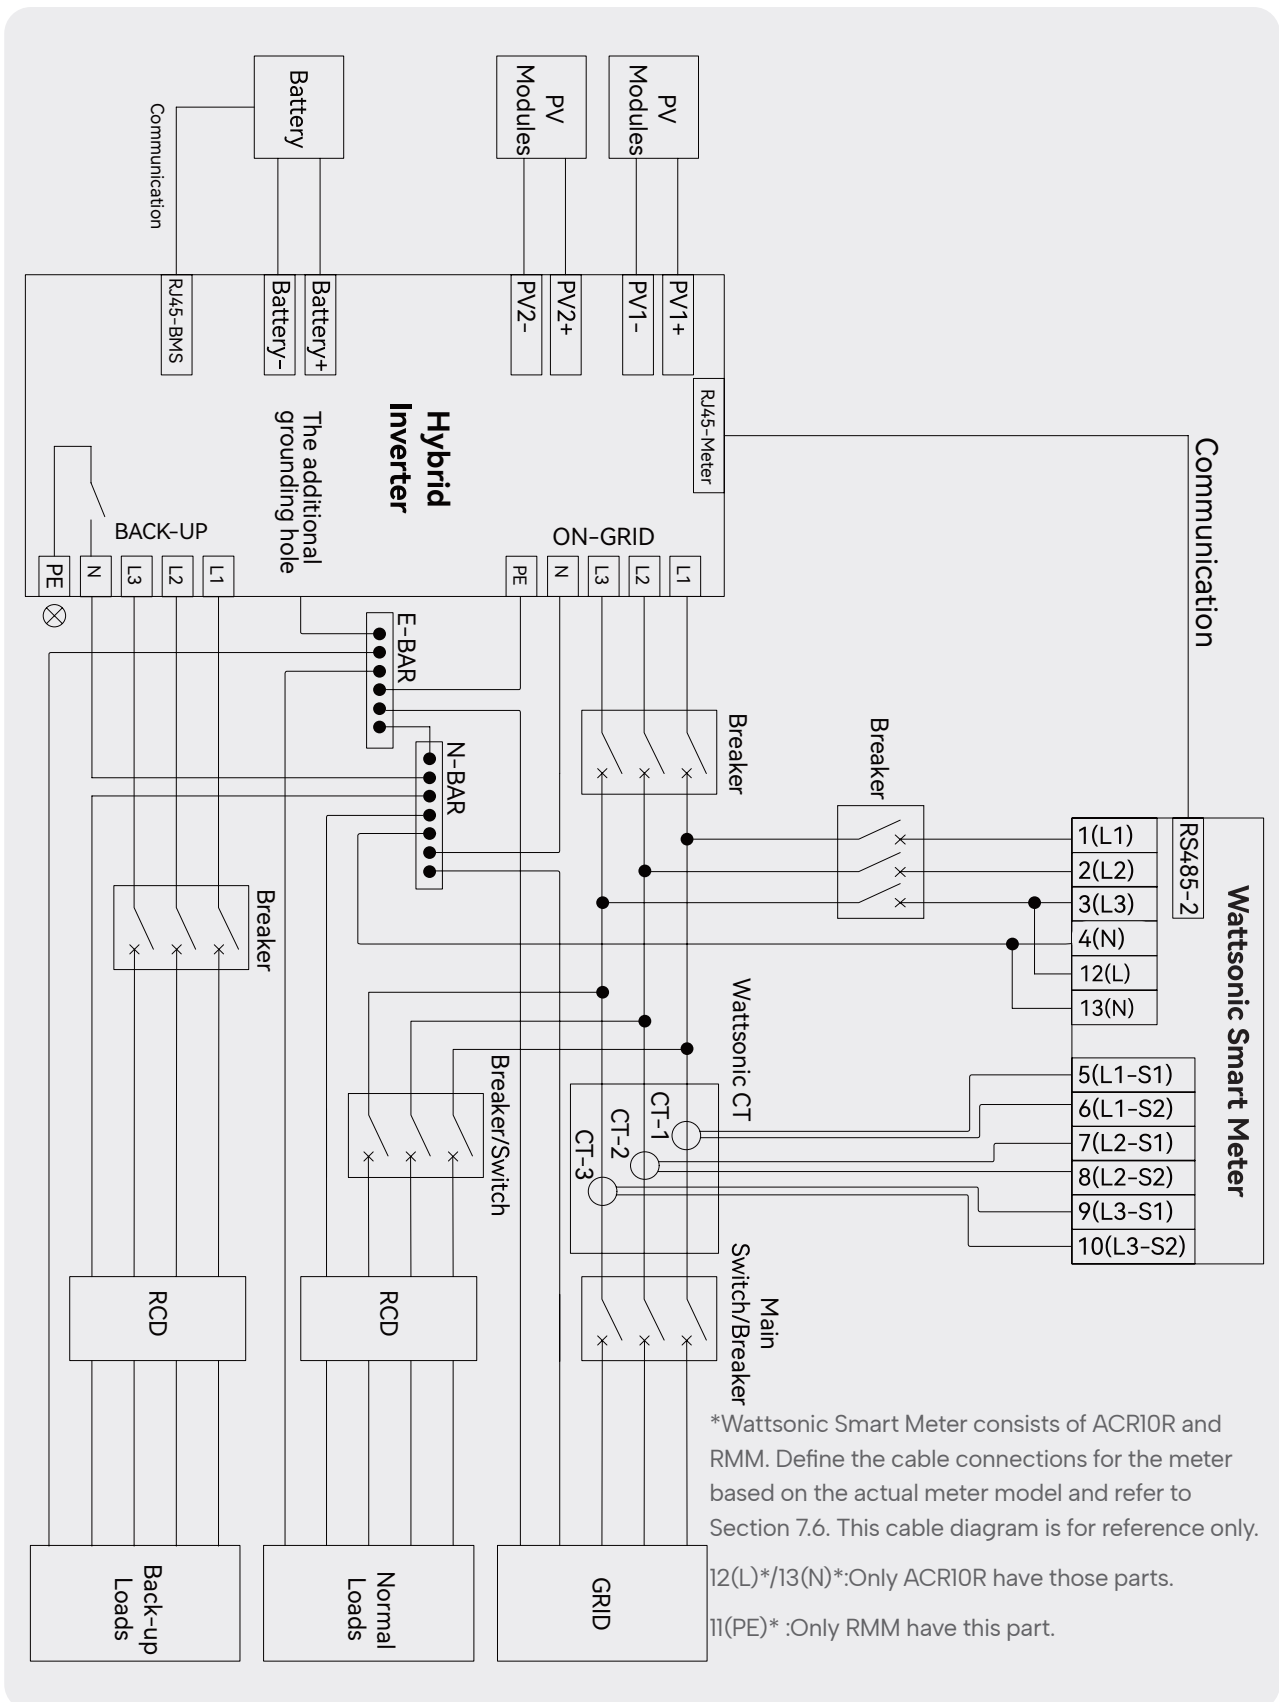 Battery
PV
Modules
PV
Modules
Communication
RJ45-BMS
Battery-
Battery+
PV2-
PV2+
PV1-
PV1+
RJ45-Meter
Hybrid
Inverter
The additional
grounding hole
Communication
BACK-UP
ON-GRID
PE
N
L3
L2
L1
PE
N
L3
L2
L1
E-BAR
N-BAR
Breaker
Breaker
Breaker
RS485-2
1(L1)
2(L2)
3(L3)
4(N)
12(L)
13(N)
Wattsonic Smart Meter
Wattsonic CT
CT-1
CT-2
CT-3
5(L1-S1)
6(L1-S2)
7(L2-S1)
8(L2-S2)
9(L3-S1)
10(L3-S2)
Breaker/Switch
RCD
RCD
Main
Switch/Breaker
*Wattsonic Smart Meter consists of ACR10R and
RMM. Define the cable connections for the meter
based on the actual meter model and refer to
Section 7.6. This cable diagram is for reference only.
12(L)*/13(N)*:Only ACR10R have those parts.
11(PE)* :Only RMM have this part.
Back-up
Loads
Normal
Loads
GRID